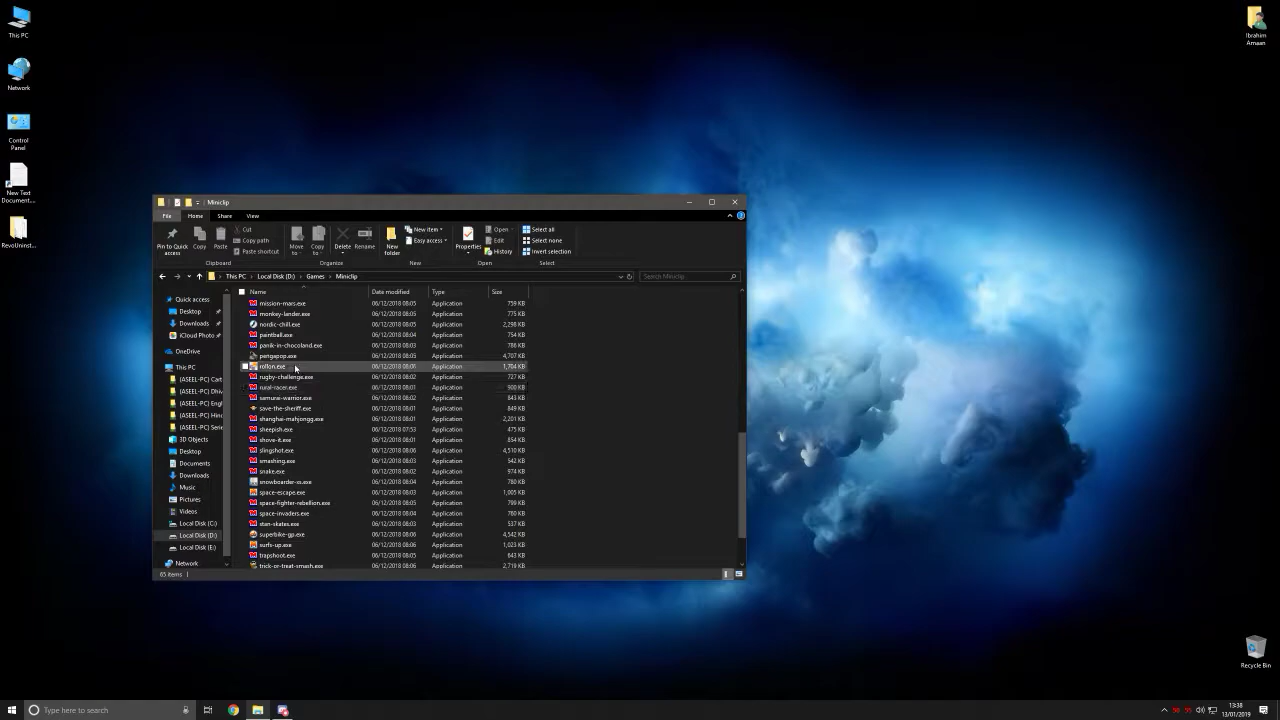 This PC
Network
Control
Panel
New Text
Document...
RevoUninst...
Ibrahim
Amaan
Recycle Bin
Miniclip
File
Home
Share
View
Pin to Quick
access
Copy
Paste
Cut
Copy path
Paste shortcut
Clipboard
Move
to
Copy
to
Delete
Rename
Organize
New
folder
New item
Easy access
New
Properties
Open
Edit
History
Open
Select all
Select none
Invert selection
Select
This PC > Local Disk (D:) > Games > Miniclip
Search Miniclip
Quick access
Desktop
Downloads
iCloud Photo
OneDrive
This PC
(ASEEL-PC) Cart
(ASEEL-PC) Dhiv
(ASEEL-PC) Engl
(ASEEL-PC) Hind
(ASEEL-PC) Serie
3D Objects
Desktop
Documents
Downloads
Music
Pictures
Videos
Local Disk (C:)
Local Disk (D:)
Local Disk (E:)
Network
Name Date modified Type Size
mission-mars.exe 06/12/2018 08:05 Application 759 KB
monkey-lander.exe 06/12/2018 08:05 Application 775 KB
nordic-chill.exe 06/12/2018 08:05 Application 2,298 KB
paintball.exe 06/12/2018 08:04 Application 754 KB
panik-in-chocoland.exe 06/12/2018 08:03 Application 786 KB
pengapop.exe 06/12/2018 08:05 Application 4,707 KB
rollon.exe 06/12/2018 08:01 Application 1,704 KB
rugby-challenge.exe 06/12/2018 08:02 Application 727 KB
rural-racer.exe 06/12/2018 08:01 Application 900 KB
samurai-warrior.exe 06/12/2018 08:02 Application 843 KB
save-the-sheriff.exe 06/12/2018 08:01 Application 849 KB
shanghai-mahjongg.exe 06/12/2018 08:03 Application 2,201 KB
sheepish.exe 06/12/2018 07:53 Application 475 KB
shove-it.exe 06/12/2018 08:01 Application 854 KB
slingshot.exe 06/12/2018 08:06 Application 4,510 KB
smashing.exe 06/12/2018 08:03 Application 542 KB
snake.exe 06/12/2018 08:02 Application 974 KB
snowboarder-xs.exe 06/12/2018 08:04 Application 780 KB
space-escape.exe 06/12/2018 08:03 Application 1,005 KB
space-fighter-rebellion.exe 06/12/2018 08:05 Application 799 KB
space-invaders.exe 06/12/2018 08:04 Application 760 KB
sten-skates.exe 06/12/2018 08:03 Application 537 KB
superbike-gp.exe 06/12/2018 08:06 Application 4,542 KB
surfs-up.exe 06/12/2018 08:06 Application 1,023 KB
trapshoot.exe 06/12/2018 08:05 Application 643 KB
trick-or-treat-smash.exe 06/12/2018 08:06 Application 2,719 KB
65 items
Type here to search
13:38
13/01/2019